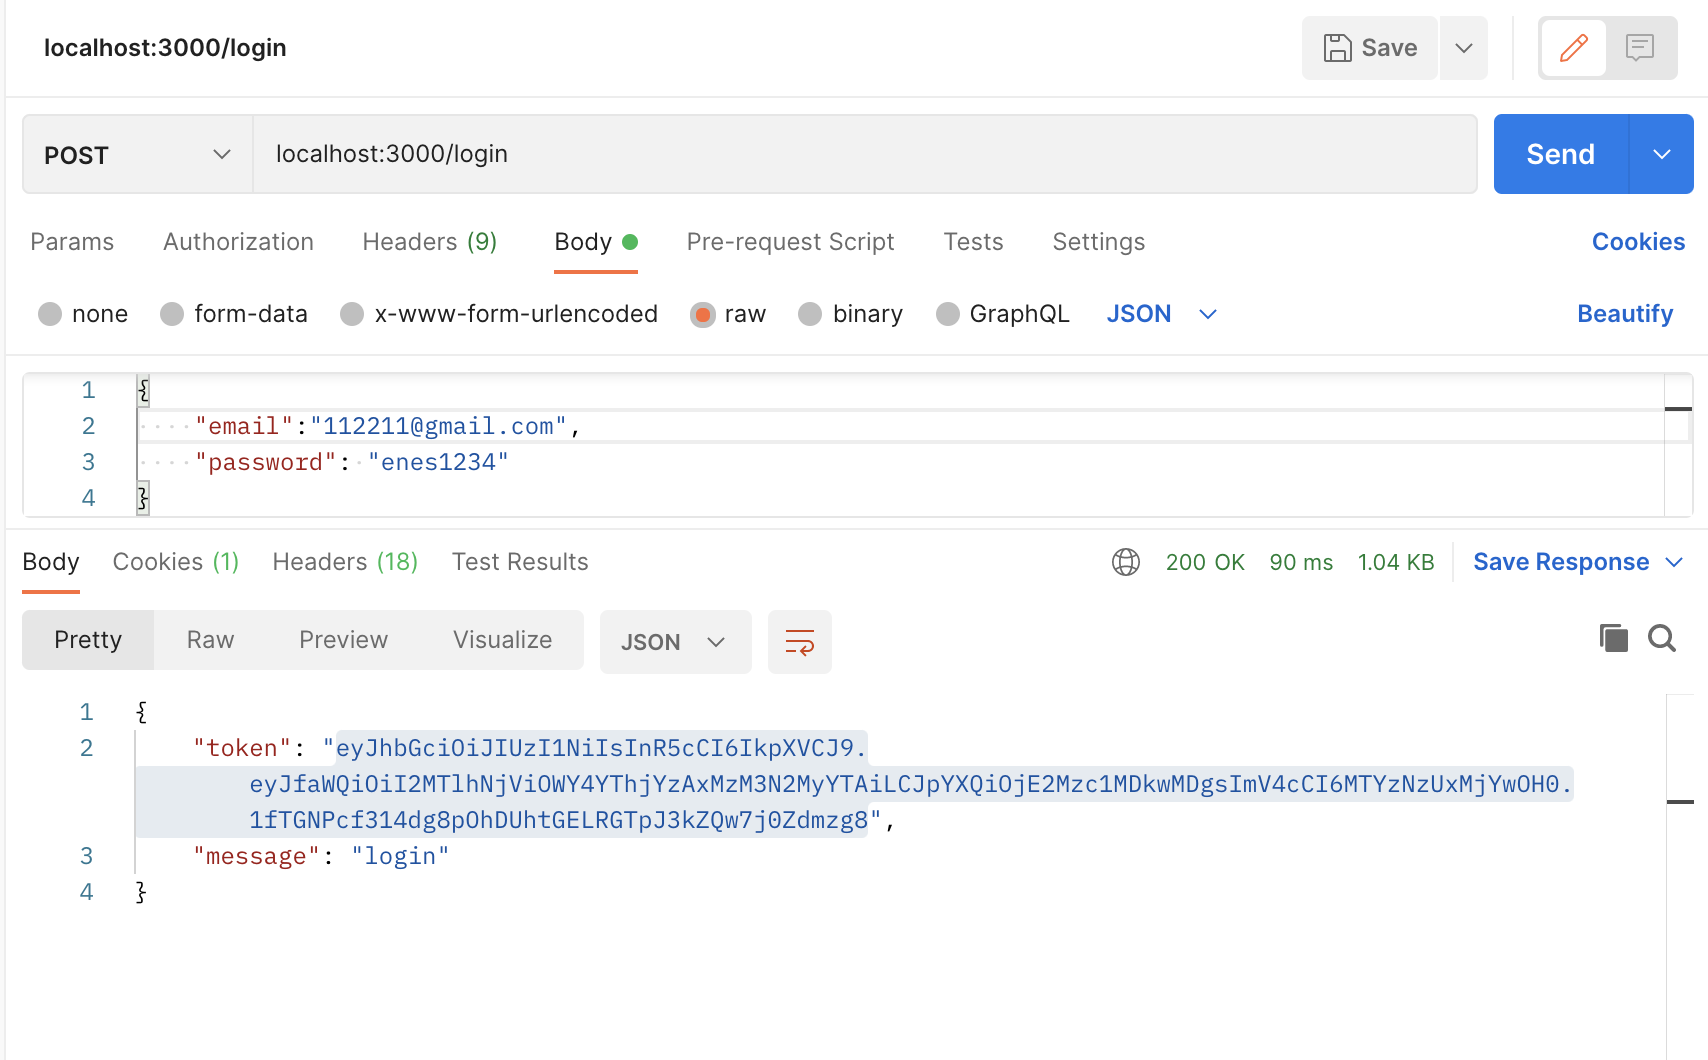 localhost:3000/login
Save
POST
localhost:3000/login
Send
Params Authorization Headers (9) Body Pre-request Script Tests Settings Cookies
none form-data x-www-form-urlencoded raw binary GraphQL JSON Beautify
1 {
2 "email":"112211@gmail.com",
3 "password": "enes1234"
4 }
Body Cookies (1) Headers (18) Test Results 200 OK 90 ms 1.04 KB Save Response
Pretty Raw Preview Visualize JSON
1 {
2 "token": "eyJhbGciOiJIUzI1NiIsInR5cCI6IkpXVCJ9.
eyJfaWQiOiI2MTlhNjViOWY4YThjYzAxMzM3N2MyYTAiLCJpYXQiOjE2Mzc1MDkwMDgsImV4cCI6MTYzNzUxMjYwOH0.
1fTGNPcf314dg8pOhDUhtGELRGTpJ3kZQw7j0Zdmzg8",
3 "message": "login"
4 }